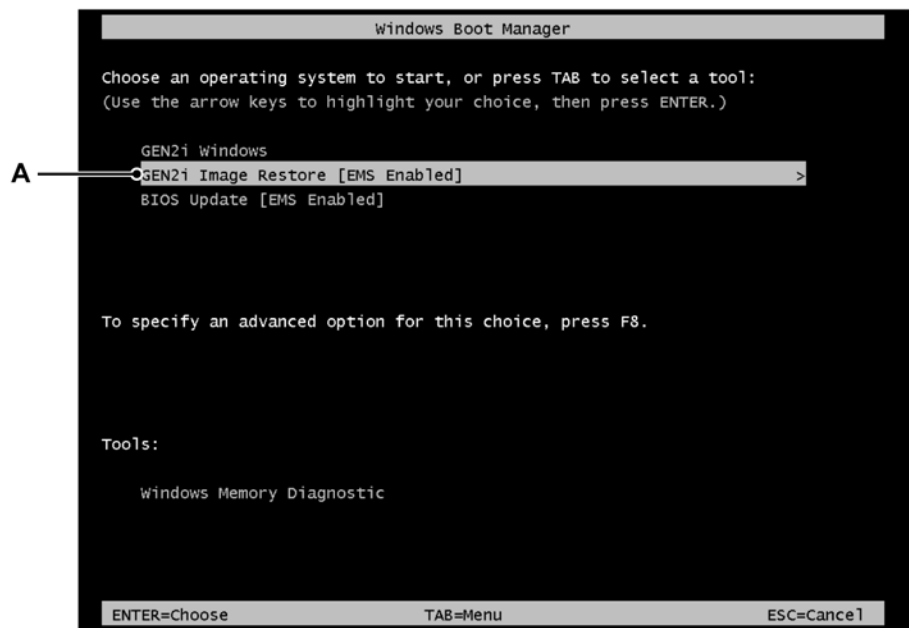 Windows Boot Manager
Choose an operating system to start, or press TAB to select a tool:
(Use the arrow keys to highlight your choice, then press ENTER.)
GEN2i Windows
A GEN2i Image Restore [EMS Enabled] >
BIOS Update [EMS Enabled]
To specify an advanced option for this choice, press F8.
Tools:
Windows Memory Diagnostic
ENTER=Choose TAB=Menu ESC=Cancel